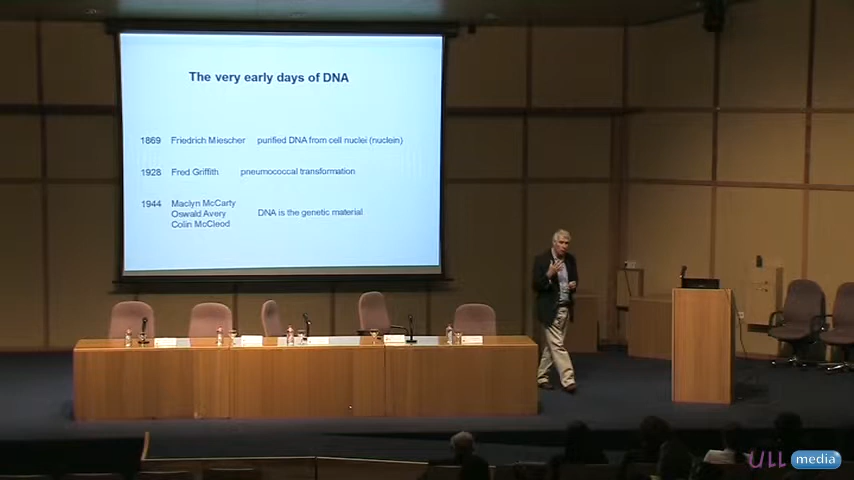 The very early days of DNA
1869 Friedrich Miescher purified DNA from cell nuclei (nuclein)
1928 Fred Griffith pneumococcal transformation
1944 Maclyn McCarty
Oswald Avery DNA is the genetic material
Colin McCleod
ULL media